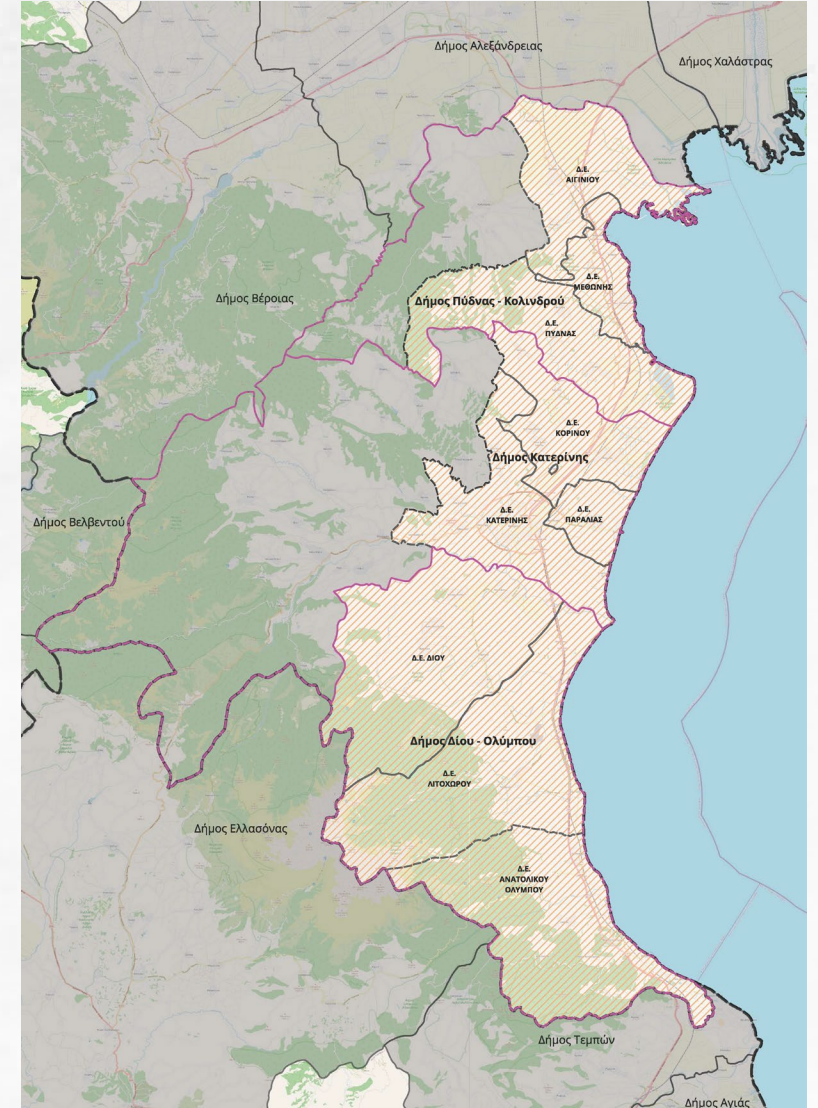 Δήμος Αλεξάνδρειας
Δήμος Χαλάστρας
Δ.Ε.
ΑΙΓΙΝΙΟΥ
Δ.Ε.
ΜΕΘΩΝΗΣ
Δήμος Βέροιας
Δήμος Πύδνας - Κολινδρού
Δ.Ε.
ΠΥΔΝΑΣ
Δ.Ε.
ΚΟΡΙΝΟΥ
Δήμος Κατερίνης
Δήμος Βελβεντού
Δ.Ε.
ΚΑΤΕΡΙΝΗΣ
Δ.Ε.
ΠΑΡΑΛΙΑΣ
Δ.Ε. ΔΙΟΥ
Δήμος Δίου - Ολύμπου
Δ.Ε.
ΛΙΤΟΧΩΡΟΥ
Δήμος Ελλασόνας
Δ.Ε.
ΑΝΑΤΟΛΙΚΟΥ
ΟΛΥΜΠΟΥ
Δήμος Τεμπών
Δήμος Αγιάς